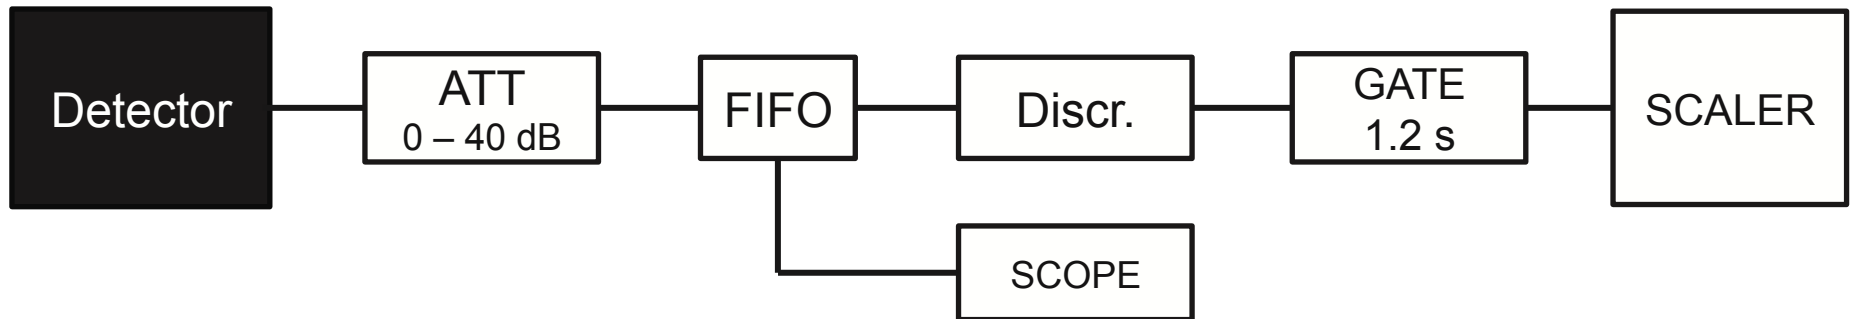 Detector
ATT
0 – 40 dB
FIFO
Discr.
GATE
1.2 s
SCALER
SCOPE